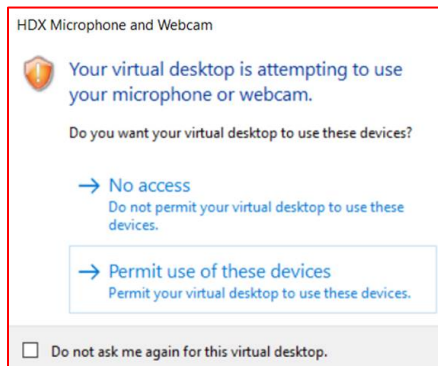 HDX Microphone and Webcam
Your virtual desktop is attempting to use
your microphone or webcam.
Do you want your virtual desktop to use these devices?
→ No access
Do not permit your virtual desktop to use these
devices.
→ Permit use of these devices
Permit your virtual desktop to use these devices.
Do not ask me again for this virtual desktop.